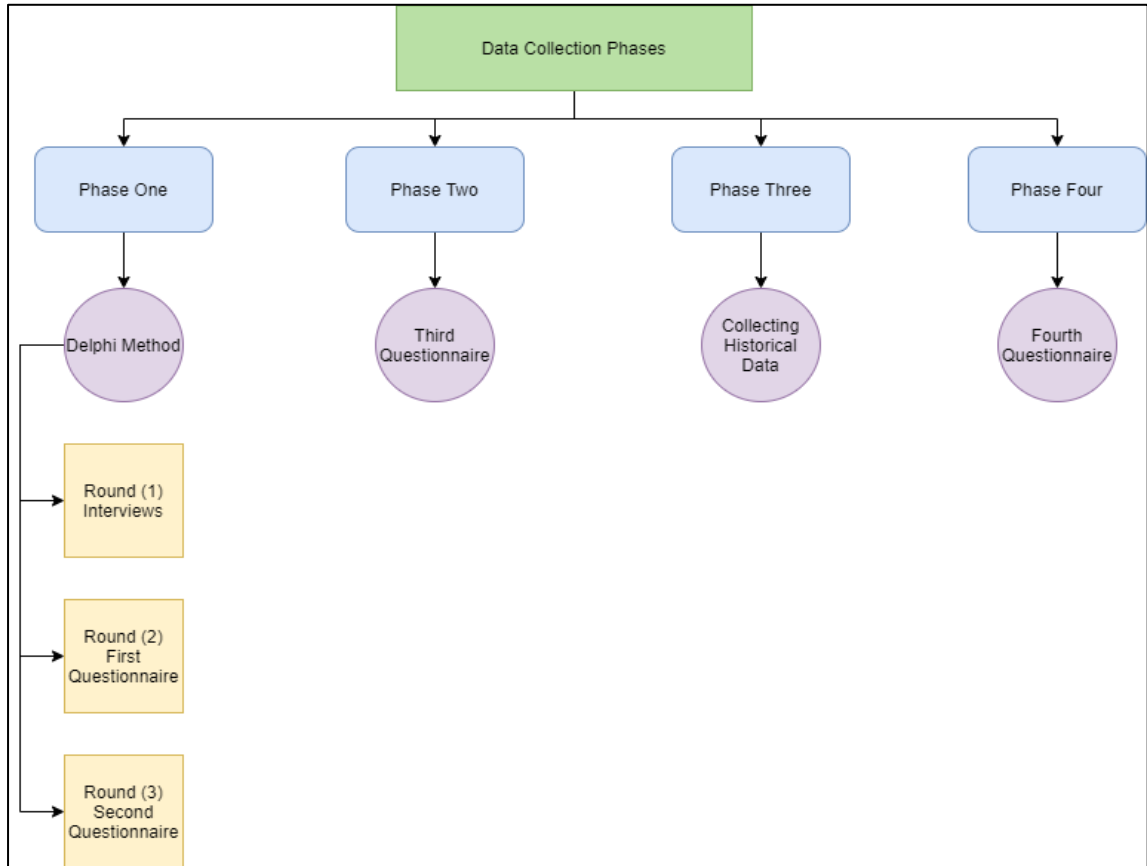 Data Collection Phases
Phase One
Phase Two
Phase Three
Phase Four
Delphi Method
Third
Questionnaire
Collecting
Historical
Data
Fourth
Questionnaire
Round (1)
Interviews
Round (2)
First
Questionnaire
Round (3)
Second
Questionnaire